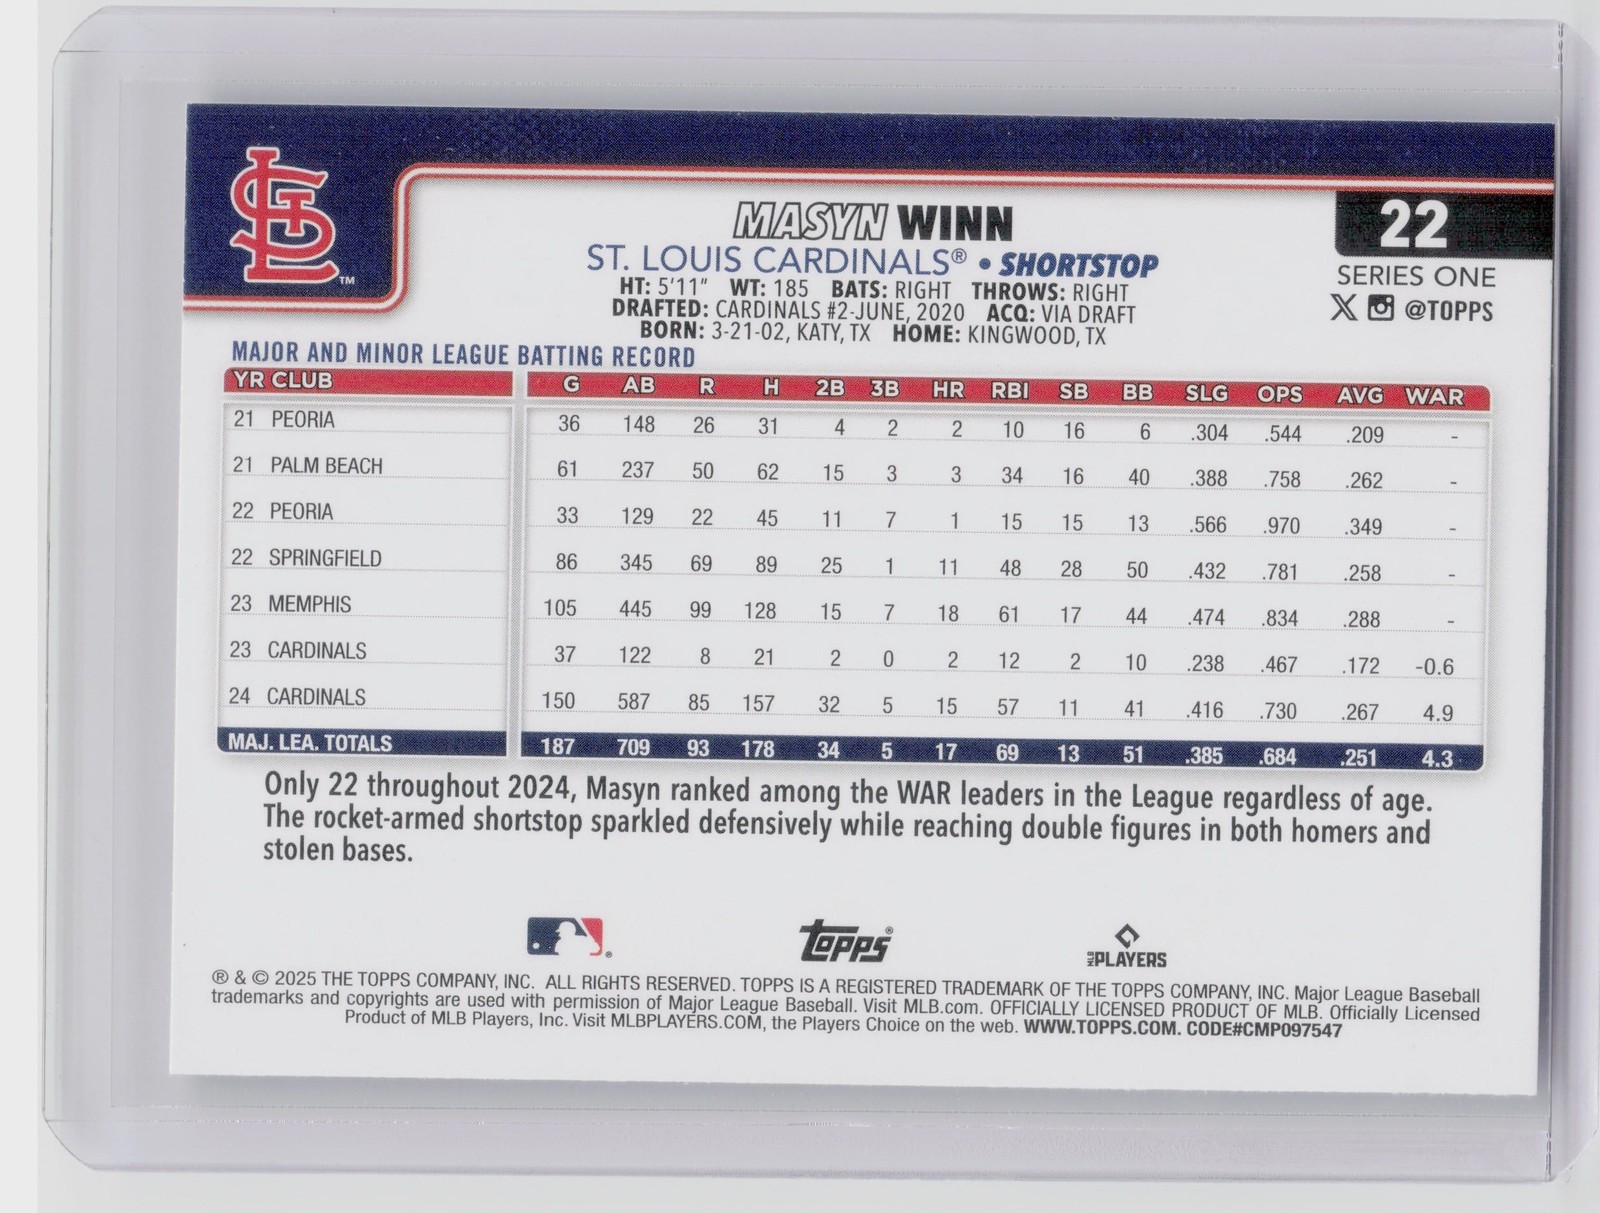 STL™
MASYN WINN
ST. LOUIS CARDINALS® • SHORTSTOP
HT: 5'11" WT: 185 BATS: RIGHT THROWS: RIGHT
DRAFTED: CARDINALS #2-JUNE, 2020 ACQ: VIA DRAFT
BORN: 3-21-02, KATY, TX HOME: KINGWOOD, TX
22
SERIES ONE
X @TOPPS
MAJOR AND MINOR LEAGUE BATTING RECORD
YR CLUB G AB R H 2B 3B HR RBI SB BB SLG OPS AVG WAR
21 PEORIA 36 148 26 31 4 2 2 10 16 6 .304 .544 .209 -
21 PALM BEACH 61 237 50 62 15 3 3 34 16 40 .388 .758 .262 -
22 PEORIA 33 129 22 45 11 7 1 15 15 13 .566 .970 .349 -
22 SPRINGFIELD 86 345 69 89 25 1 11 48 28 50 .432 .781 .258 -
23 MEMPHIS 105 445 99 128 15 7 18 61 17 44 .474 .834 .288 -
23 CARDINALS 37 122 8 21 2 0 2 12 2 10 .238 .467 .172 -0.6
24 CARDINALS 150 587 85 157 32 5 15 57 11 41 .416 .730 .267 4.9
MAJ. LEA. TOTALS 187 709 93 178 34 5 17 69 13 51 .385 .684 .251 4.3
Only 22 throughout 2024, Masyn ranked among the WAR leaders in the League regardless of age.
The rocket-armed shortstop sparkled defensively while reaching double figures in both homers and
stolen bases.
topps®
MLB PLAYERS
® & © 2025 THE TOPPS COMPANY, INC. ALL RIGHTS RESERVED. TOPPS IS A REGISTERED TRADEMARK OF THE TOPPS COMPANY, INC. Major League Baseball
trademarks and copyrights are used with permission of Major League Baseball. Visit MLB.com. OFFICIALLY LICENSED PRODUCT OF MLB. Officially Licensed
Product of MLB Players, Inc. Visit MLBPLAYERS.COM, the Players Choice on the web. WWW.TOPPS.COM. CODE#CMP097547